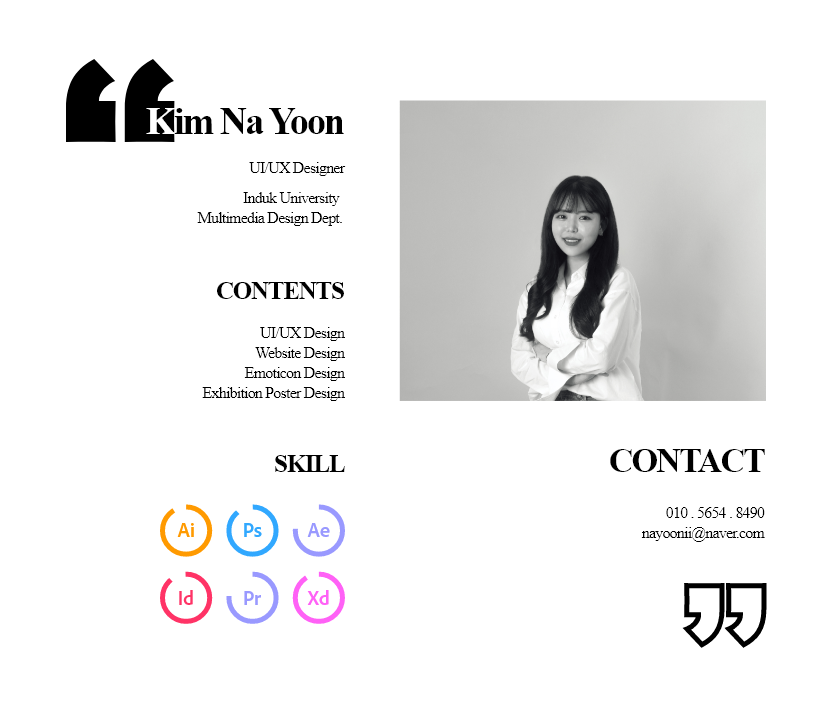 Kim Na Yoon
UI/UX Designer
Induk University
Multimedia Design Dept.
CONTENTS
UI/UX Design
Website Design
Emoticon Design
Exhibition Poster Design
SKILL
Ai Ps Ae
Id Pr Xd
CONTACT
010 . 5654 . 8490
nayoonii@naver.com